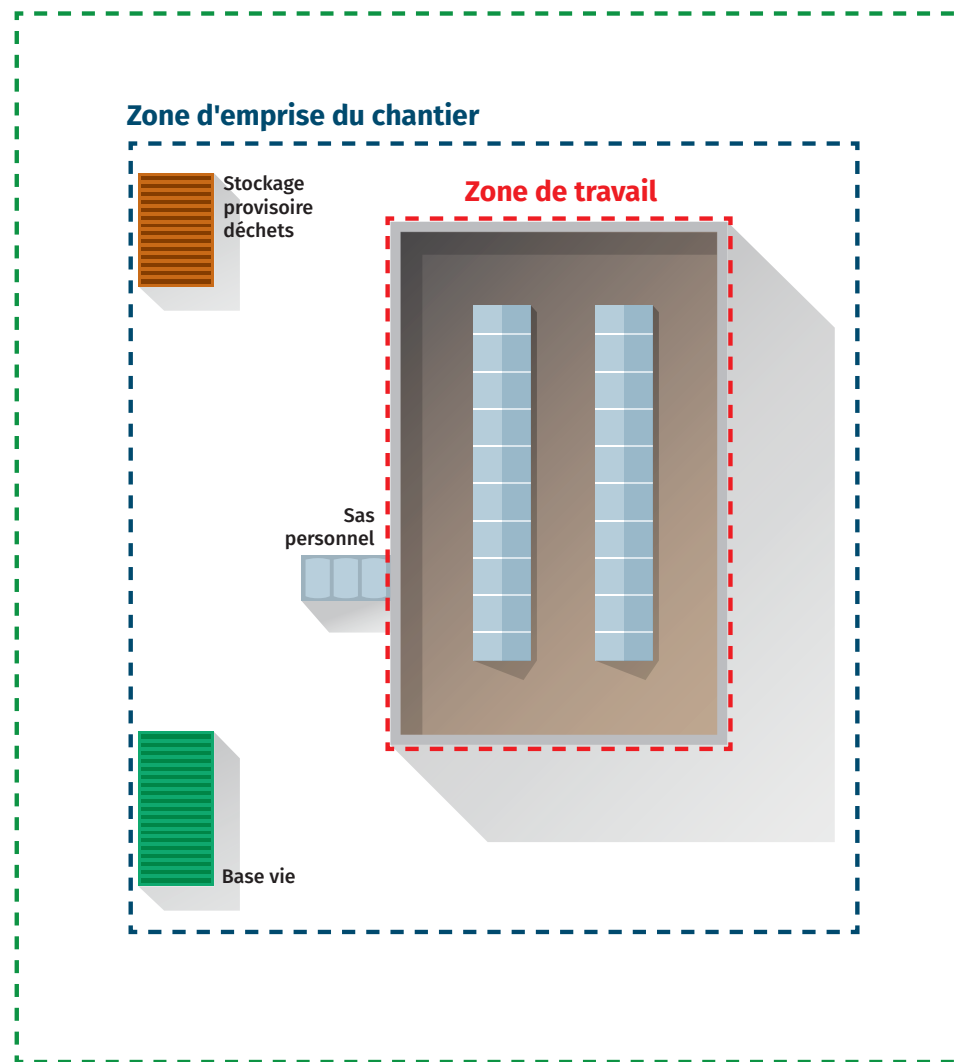 Zone d'emprise du chantier
Stockage
provisoire
déchets
Zone de travail
Sas
personnel
Base vie